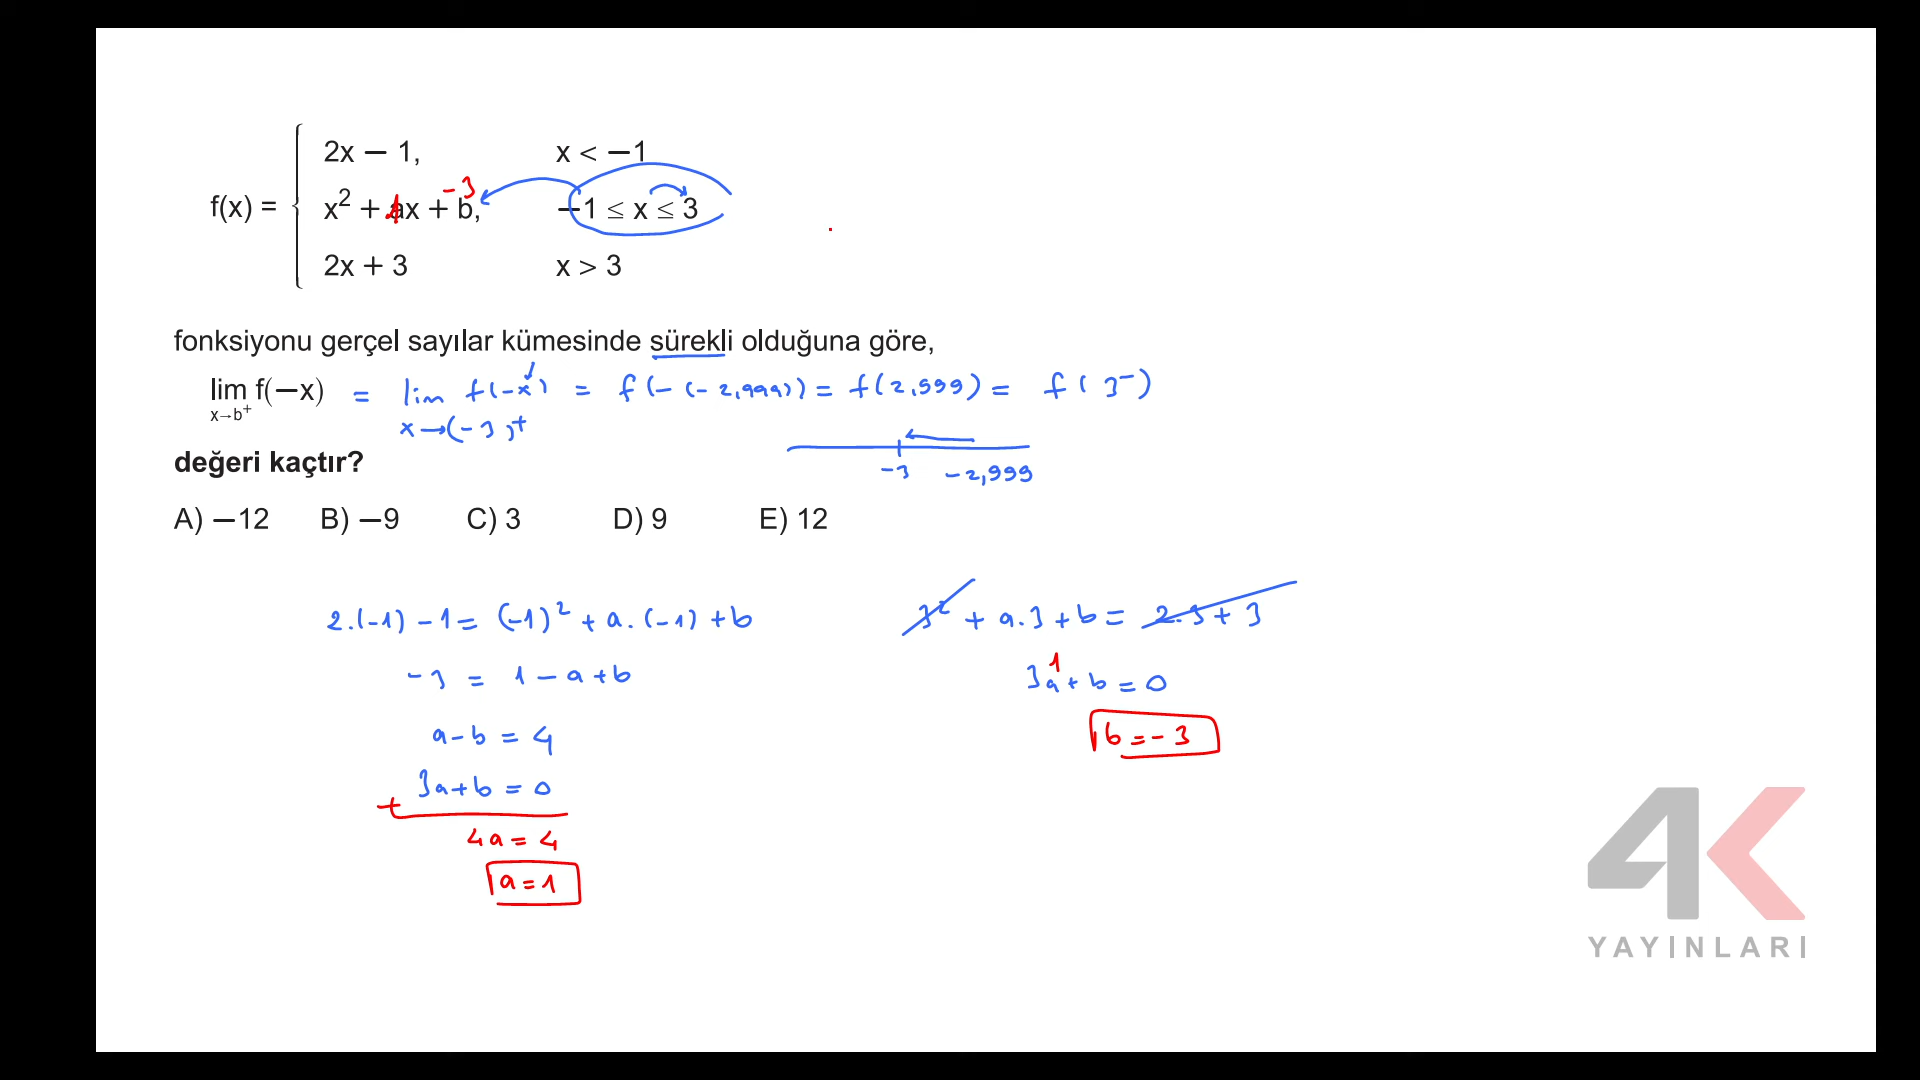 f(x) =
2x − 1, x < −1
x² + ax + b, −1 ≤ x ≤ 3
1 −3
2x + 3 x > 3
fonksiyonu gerçel sayılar kümesinde sürekli olduğuna göre,
lim f(−x) = lim f(−x) = f(−(−2,999)) = f(2,999) = f(3⁻)
x→b⁺ x→(−3)⁺
−3 −2,999
değeri kaçtır?
A) −12 B) −9 C) 3 D) 9 E) 12
2.(−1) −1 = (−1)² + a.(−1) + b
3² + a.3 + b = 2.3 + 3
−3 = 1 − a + b
3a + b = 0
1
a − b = 4
b = −3
3a + b = 0
+
4a = 4
a = 1
4K
YAYINLARI